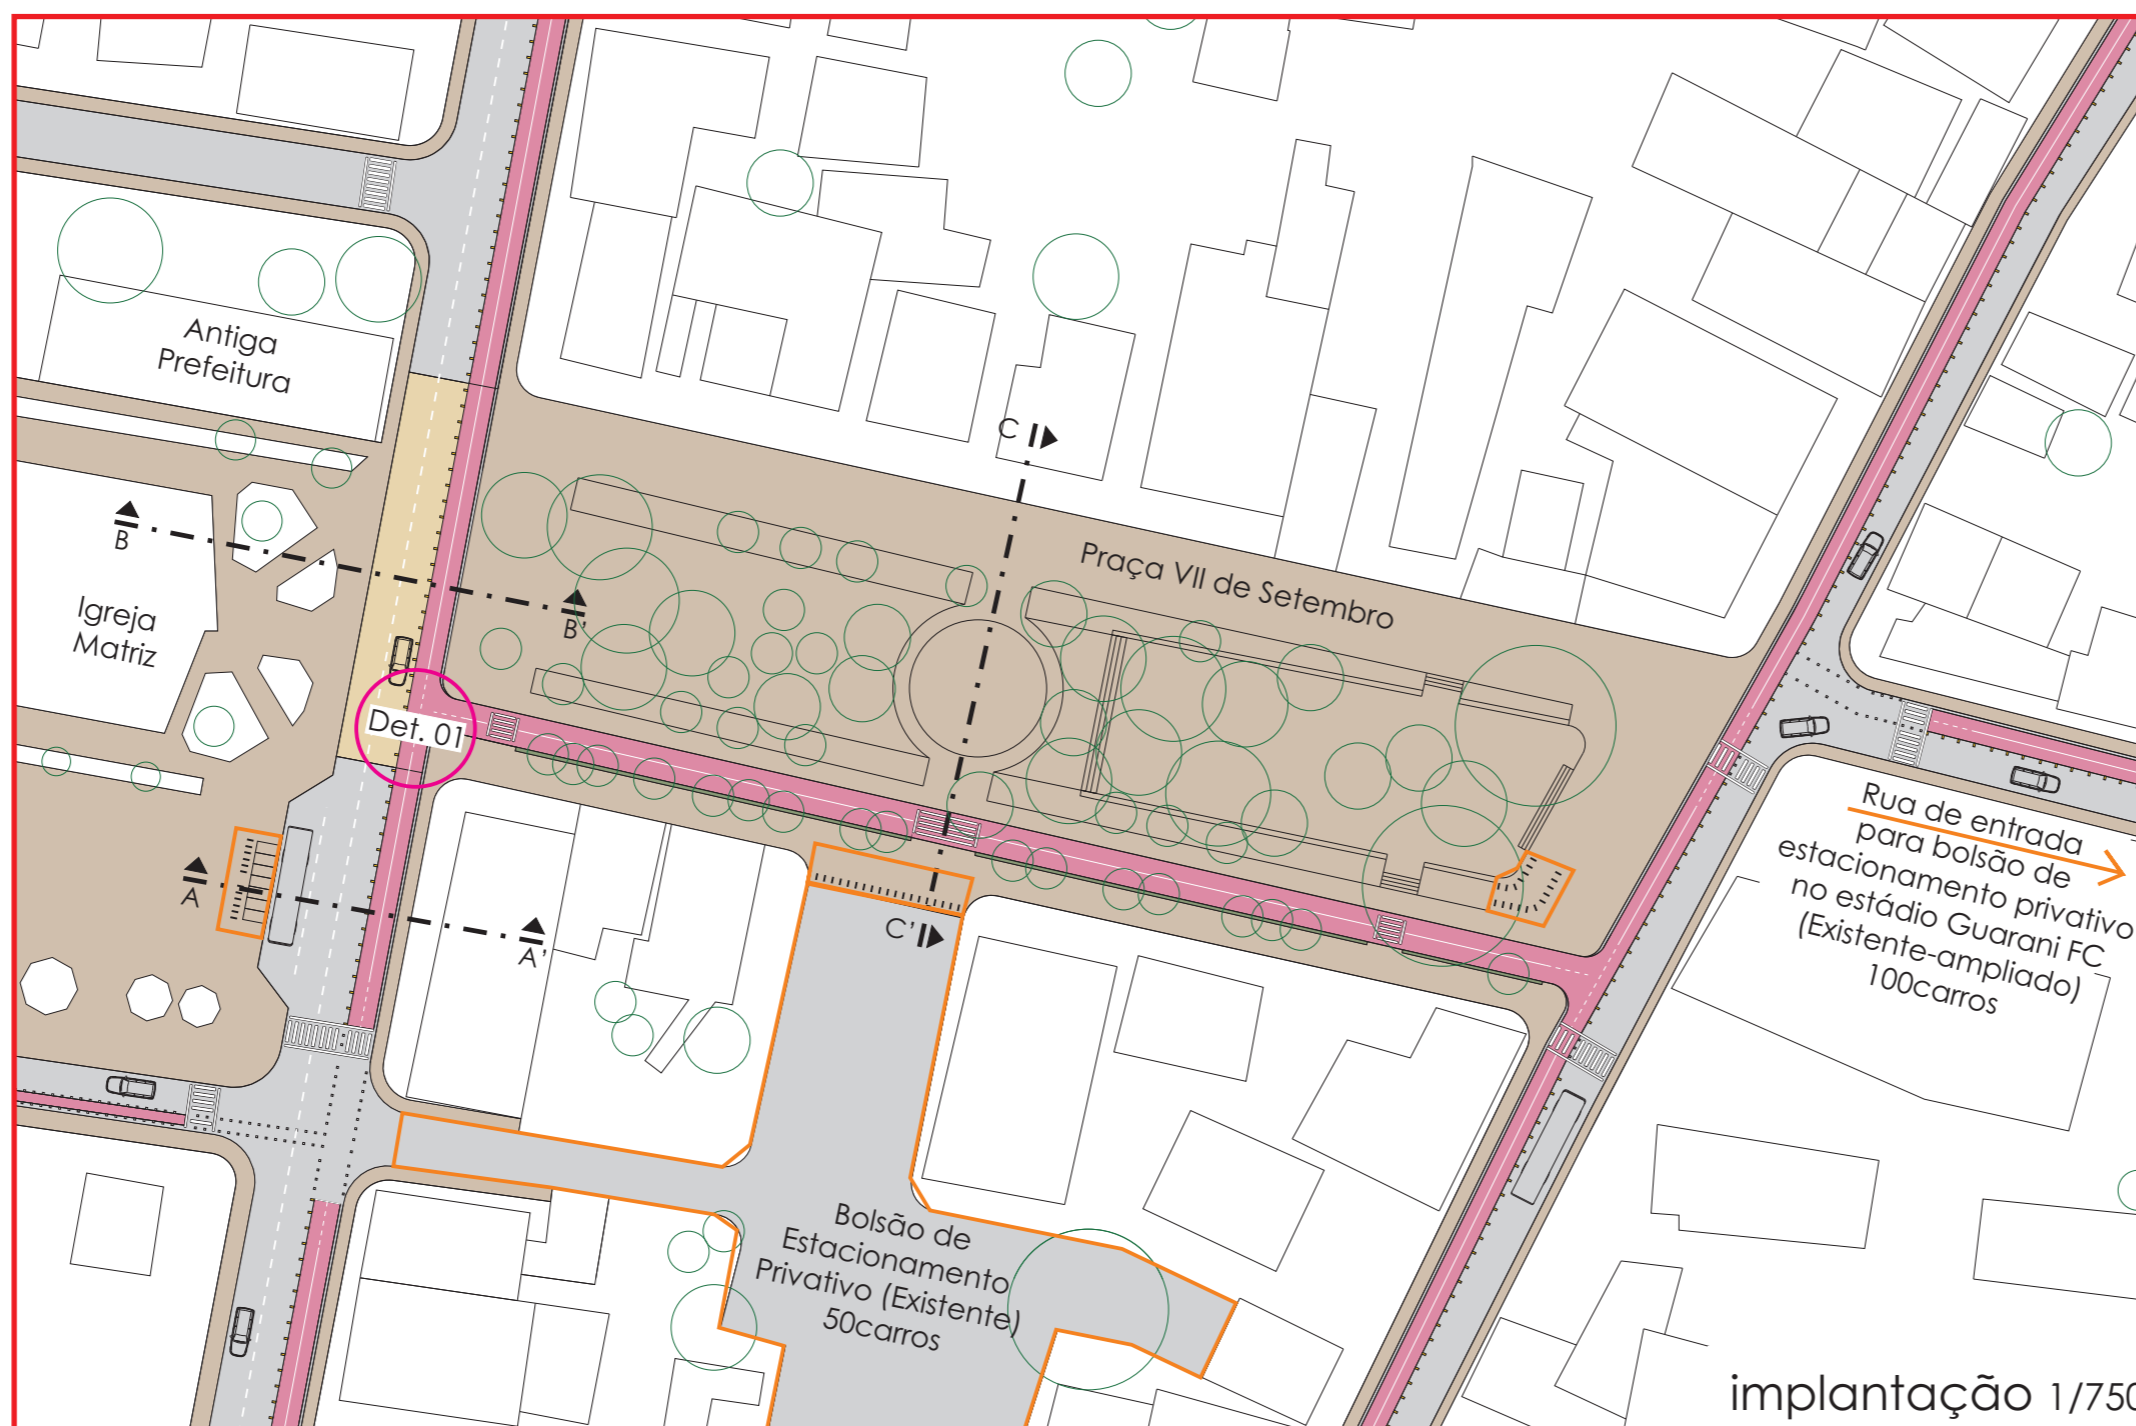 Antiga
Prefeitura
C
Praça VII de Setembro
B
B'
Igreja
Matriz
Det. 01
Rua de entrada
para bolsão de
estacionamento privativo
no estádio Guarani FC
(Existente-ampliado)
100carros
A
A'
C'
Bolsão de
Estacionamento
Privativo (Existente)
50carros
implantação 1/750